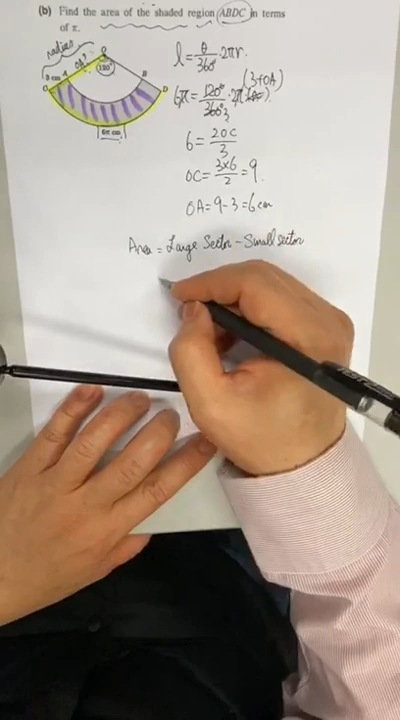 (b) Find the area of the shaded region ABDC in terms
of π.
radius
OA?
O
120°
3 cm
A
B
C
D
6π cm
l = θ/360° · 2πr.
6π = 120°/360° 3 · 2π (3+OA)
6 = 2OC/3
OC = 3×6/2 = 9.
OA = 9 - 3 = 6 cm
Area = Large Sector - Small sector